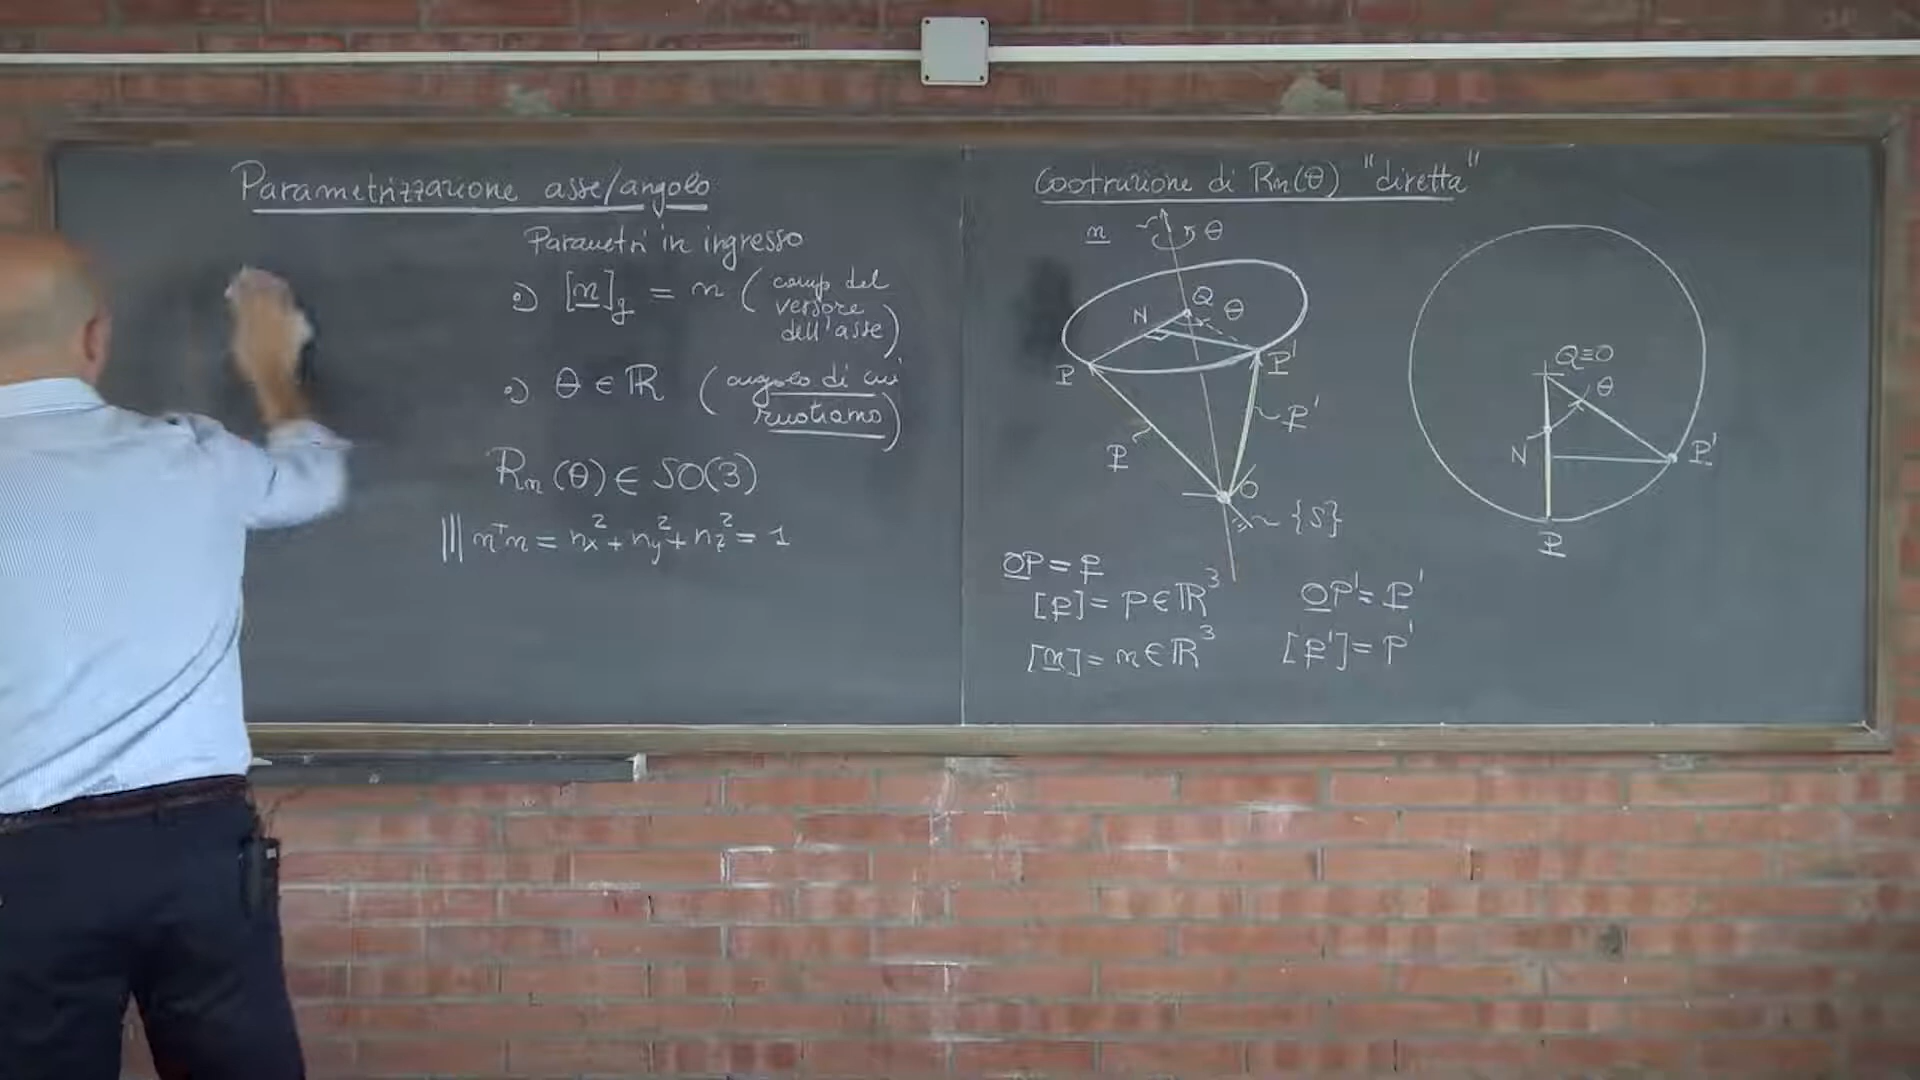 Parametrizzazione asse/angolo
Parametri in ingresso
•) [n]g = n (comp del
versore
dell'asse)
•) θ ∈ ℝ (angolo di cui
ruotiamo)
Rn(θ) ∈ SO(3)
||| nᵀn = nx² + ny² + nz² = 1
Costruzione di Rn(θ) "diretta"
n θ
Q θ
N
P P'
P P'
O
{S}
Q≡O
θ
N P'
P
OP = P
[P] = P ∈ ℝ³
[n] = n ∈ ℝ³
OP' = P'
[P'] = P'